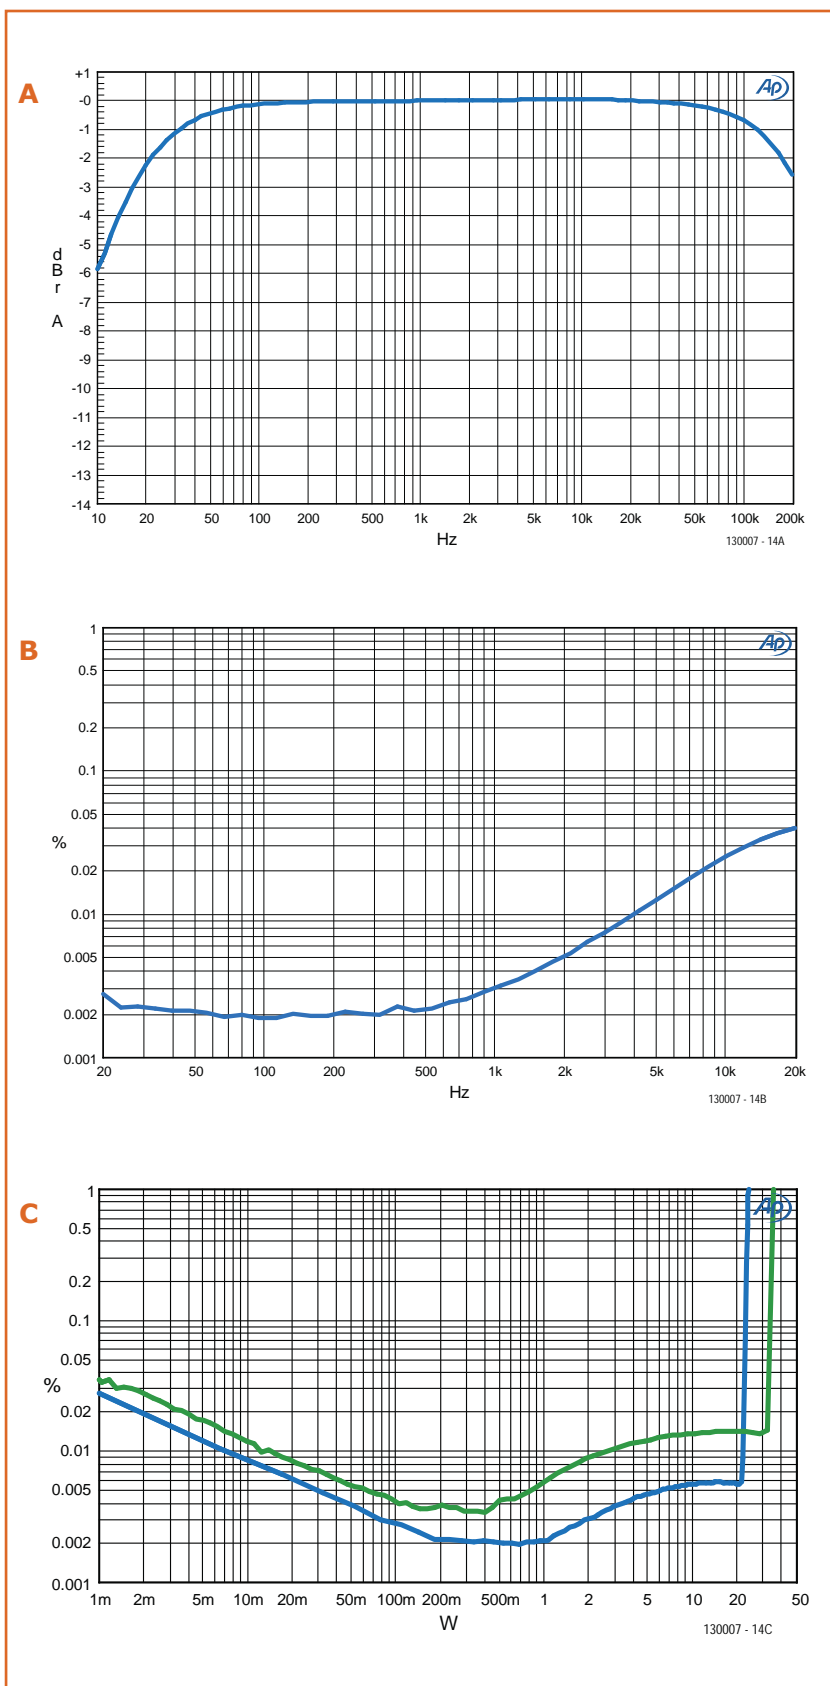 A
+1
-0
-1
-2
-3
-4
-5
-6
-7
-8
-9
-10
-11
-12
-13
-14
d
B
r
A
Ap
10 20 50 100 200 500 1k 2k 5k 10k 20k 50k 100k 200k
Hz
130007 - 14A
B
1
0.5
0.2
0.1
0.05
0.02
0.01
0.005
0.002
0.001
%
Ap
20 50 100 200 500 1k 2k 5k 10k 20k
Hz
130007 - 14B
C
1
0.5
0.2
0.1
0.05
0.02
0.01
0.005
0.002
0.001
%
Ap
1m 2m 5m 10m 20m 50m 100m 200m 500m 1 2 5 10 20 50
W
130007 - 14C